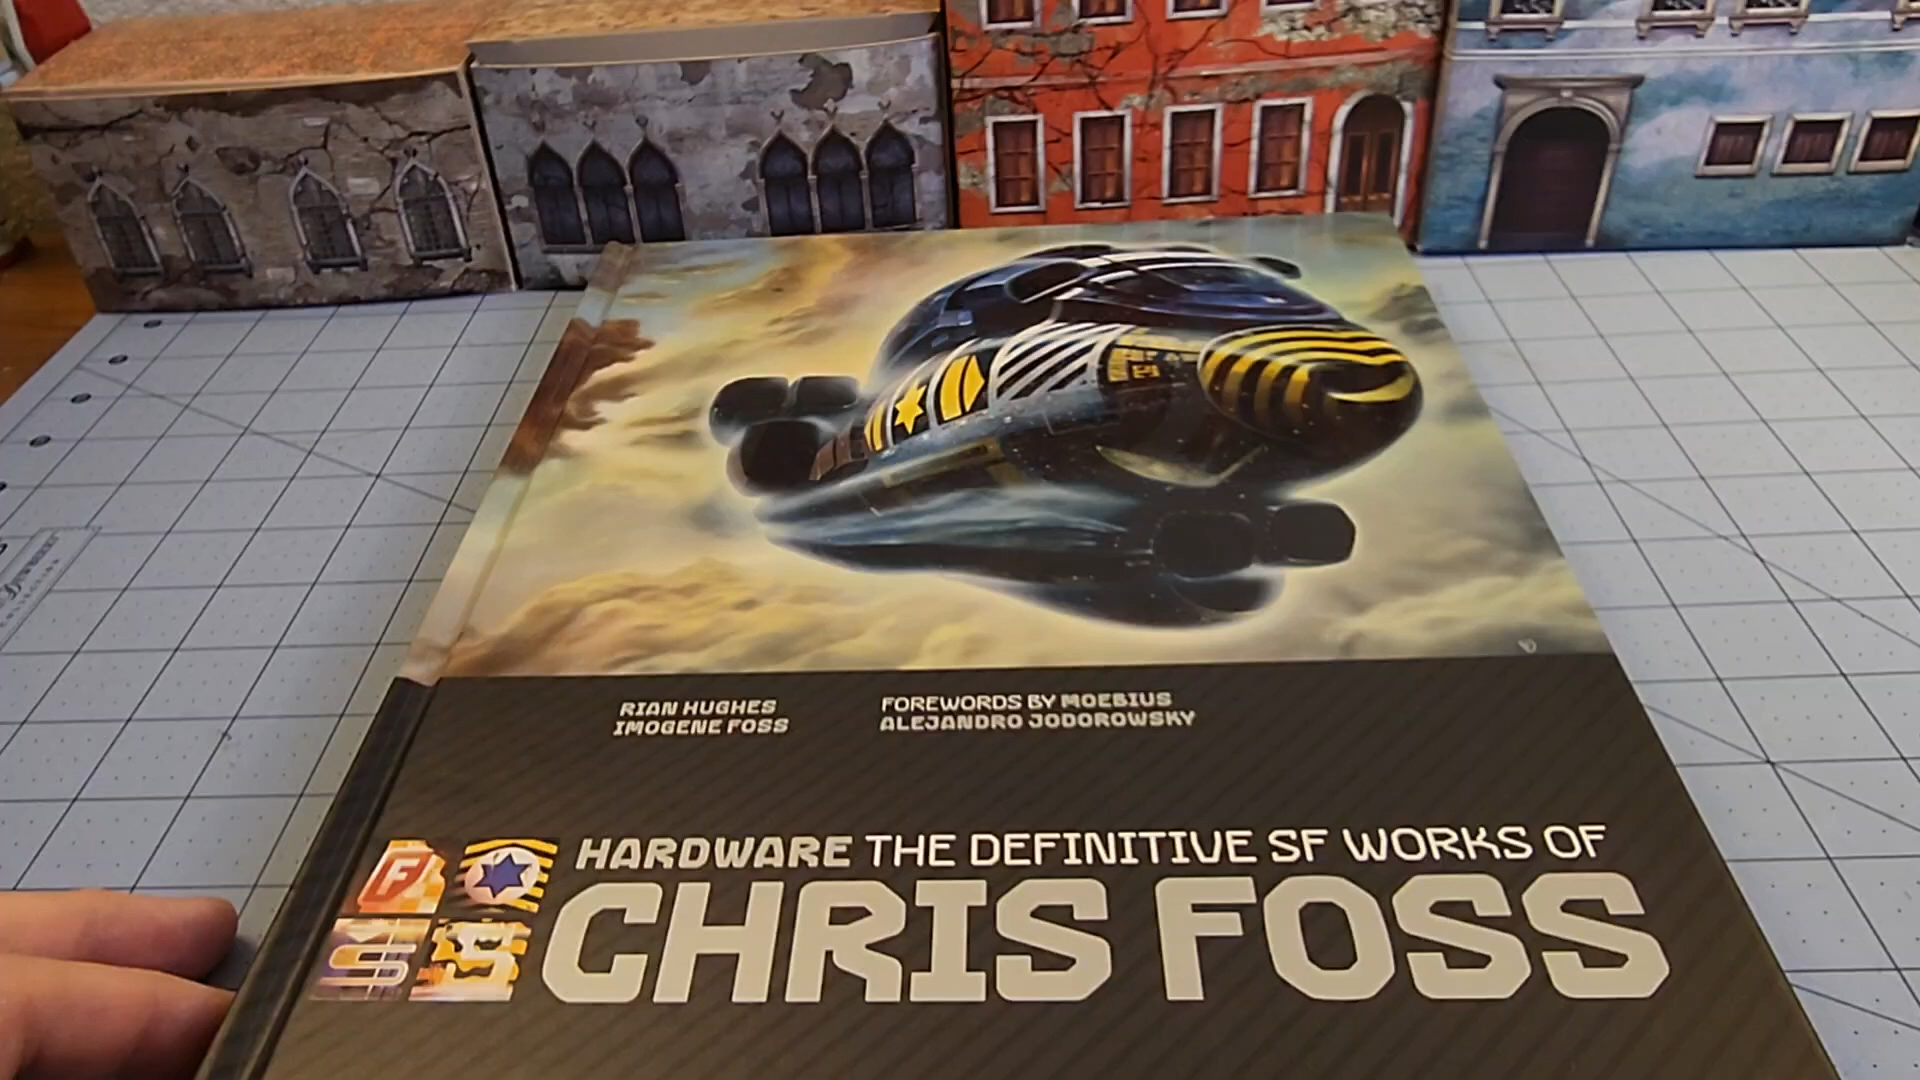 RIAN HUGHES
IMOGENE FOSS
FOREWORDS BY MOEBIUS
ALEJANDRO JODOROWSKY
HARDWARE THE DEFINITIVE SF WORKS OF
CHRIS FOSS
F
S S